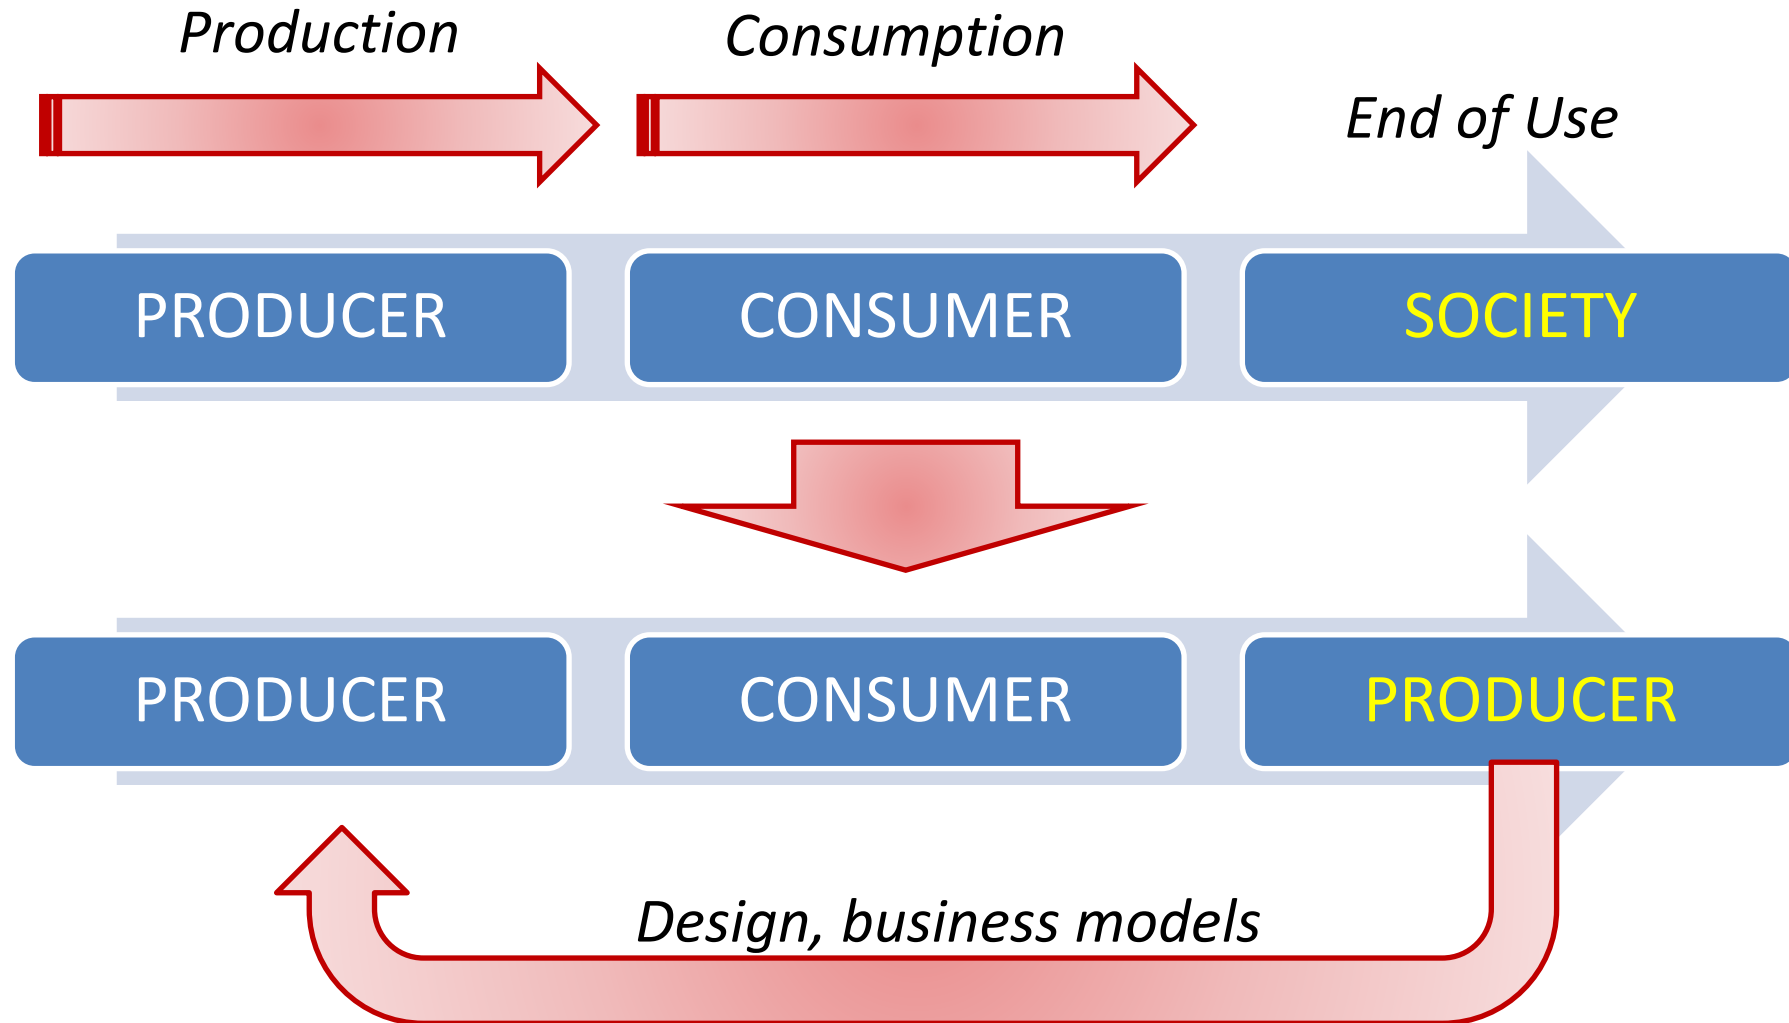 Production
Consumption
End of Use
PRODUCER
CONSUMER
SOCIETY
PRODUCER
CONSUMER
PRODUCER
Design, business models